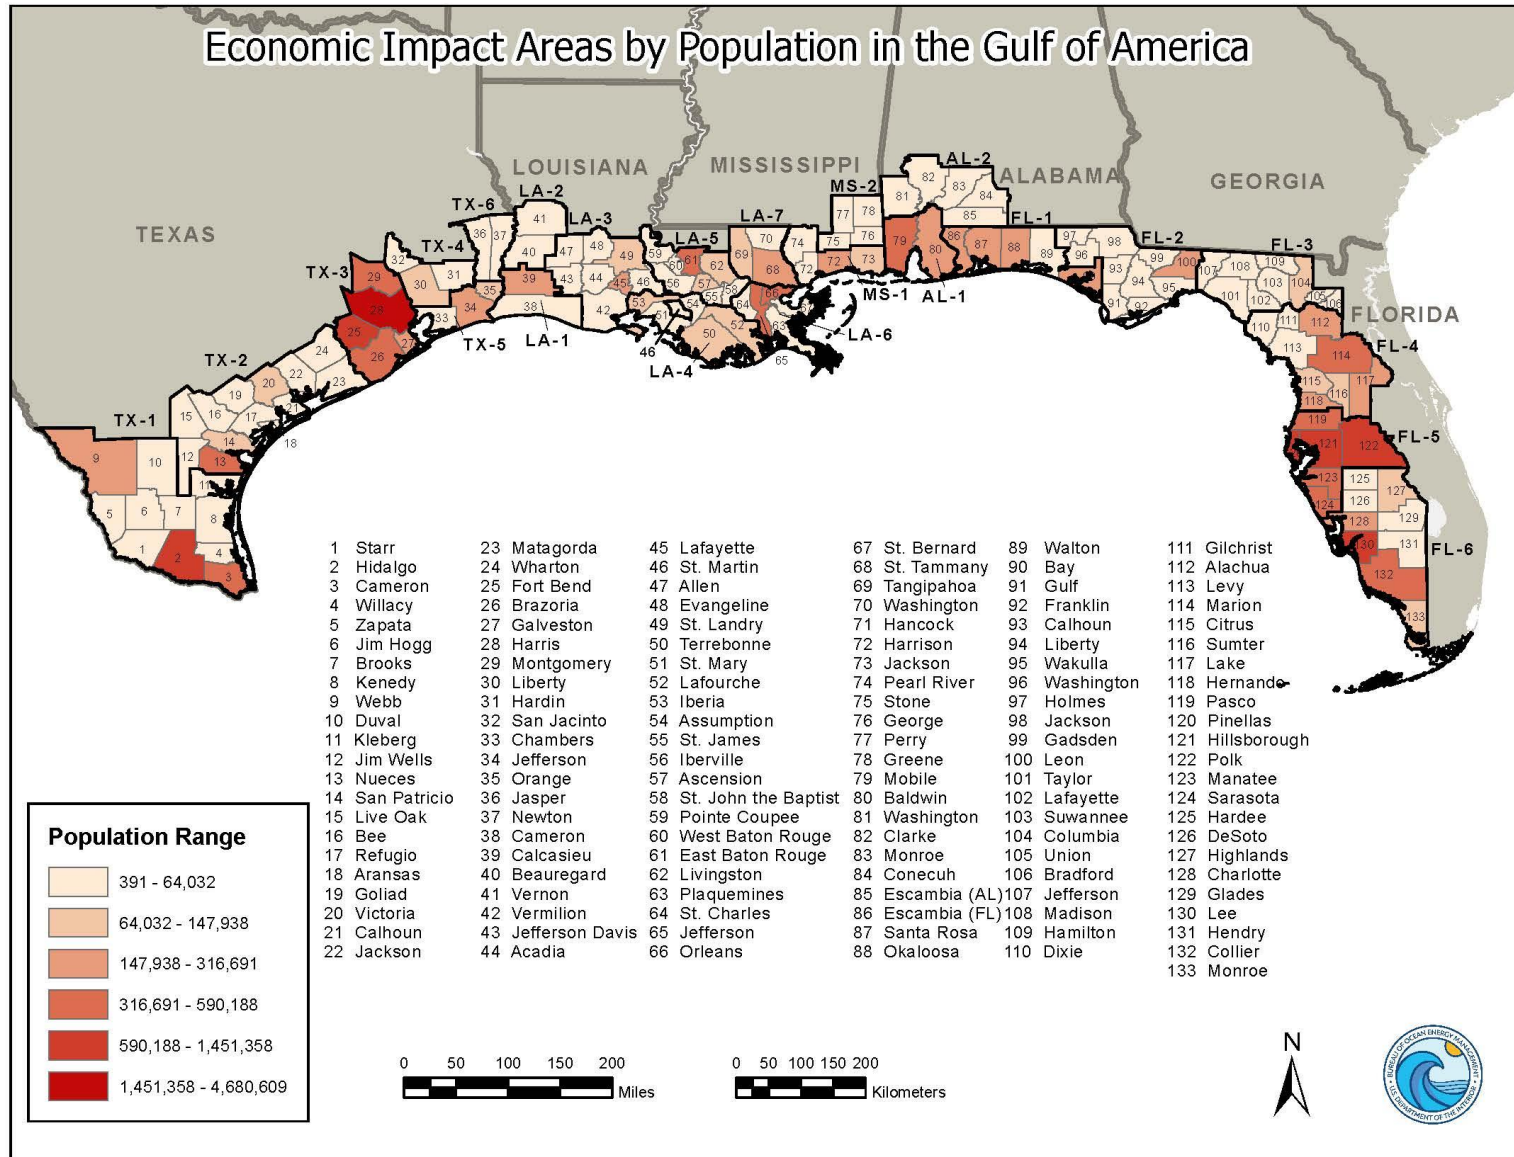 Economic Impact Areas by Population in the Gulf of America
TEXAS
LOUISIANA
MISSISSIPPI
ALABAMA
GEORGIA
FLORIDA
TX-1
TX-2
TX-3
TX-4
TX-5
TX-6
LA-1
LA-2
LA-3
LA-4
LA-5
LA-6
LA-7
MS-1
MS-2
AL-1
AL-2
FL-1
FL-2
FL-3
FL-4
FL-5
FL-6
1 Starr
2 Hidalgo
3 Cameron
4 Willacy
5 Zapata
6 Jim Hogg
7 Brooks
8 Kenedy
9 Webb
10 Duval
11 Kleberg
12 Jim Wells
13 Nueces
14 San Patricio
15 Live Oak
16 Bee
17 Refugio
18 Aransas
19 Goliad
20 Victoria
21 Calhoun
22 Jackson
23 Matagorda
24 Wharton
25 Fort Bend
26 Brazoria
27 Galveston
28 Harris
29 Montgomery
30 Liberty
31 Hardin
32 San Jacinto
33 Chambers
34 Jefferson
35 Orange
36 Jasper
37 Newton
38 Cameron
39 Calcasieu
40 Beauregard
41 Vernon
42 Vermilion
43 Jefferson Davis
44 Acadia
45 Lafayette
46 St. Martin
47 Allen
48 Evangeline
49 St. Landry
50 Terrebonne
51 St. Mary
52 Lafourche
53 Iberia
54 Assumption
55 St. James
56 Iberville
57 Ascension
58 St. John the Baptist
59 Pointe Coupee
60 West Baton Rouge
61 East Baton Rouge
62 Livingston
63 Plaquemines
64 St. Charles
65 Jefferson
66 Orleans
67 St. Bernard
68 St. Tammany
69 Tangipahoa
70 Washington
71 Hancock
72 Harrison
73 Jackson
74 Pearl River
75 Stone
76 George
77 Perry
78 Greene
79 Mobile
80 Baldwin
81 Washington
82 Clarke
83 Monroe
84 Conecuh
85 Escambia (AL)
86 Escambia (FL)
87 Santa Rosa
88 Okaloosa
89 Walton
90 Bay
91 Gulf
92 Franklin
93 Calhoun
94 Liberty
95 Wakulla
96 Washington
97 Holmes
98 Jackson
99 Gadsden
100 Leon
101 Taylor
102 Lafayette
103 Suwannee
104 Columbia
105 Union
106 Bradford
107 Jefferson
108 Madison
109 Hamilton
110 Dixie
111 Gilchrist
112 Alachua
113 Levy
114 Marion
115 Citrus
116 Sumter
117 Lake
118 Hernando
119 Pasco
120 Pinellas
121 Hillsborough
122 Polk
123 Manatee
124 Sarasota
125 Hardee
126 DeSoto
127 Highlands
128 Charlotte
129 Glades
130 Lee
131 Hendry
132 Collier
133 Monroe
Population Range
391 - 64,032
64,032 - 147,938
147,938 - 316,691
316,691 - 590,188
590,188 - 1,451,358
1,451,358 - 4,680,609
0 50 100 150 200
Miles
0 50 100 150 200
Kilometers
N
BUREAU OF OCEAN ENERGY MANAGEMENT
U.S. DEPARTMENT OF THE INTERIOR